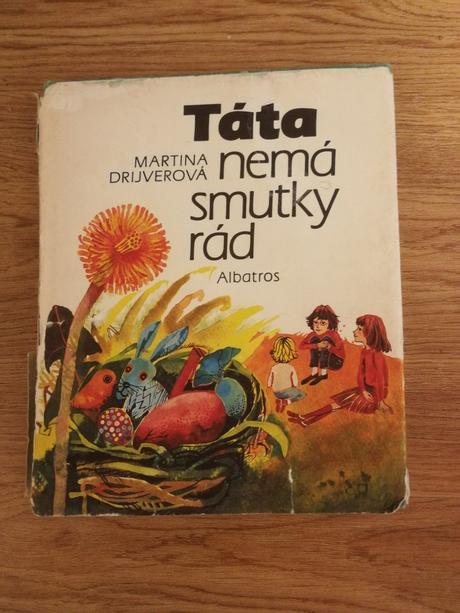 Táta
MARTINA
DRIJVEROVÁ
nemá
smutky
rád
Albatros